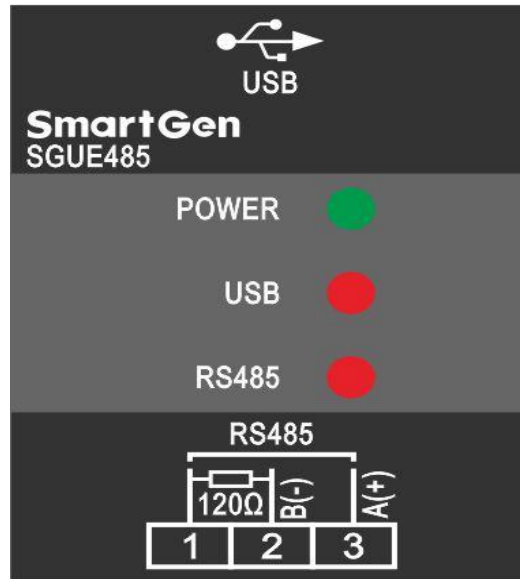 USB
SmartGen
SGUE485
POWER
USB
RS485
RS485
120Ω B(-) A(+)
1 2 3